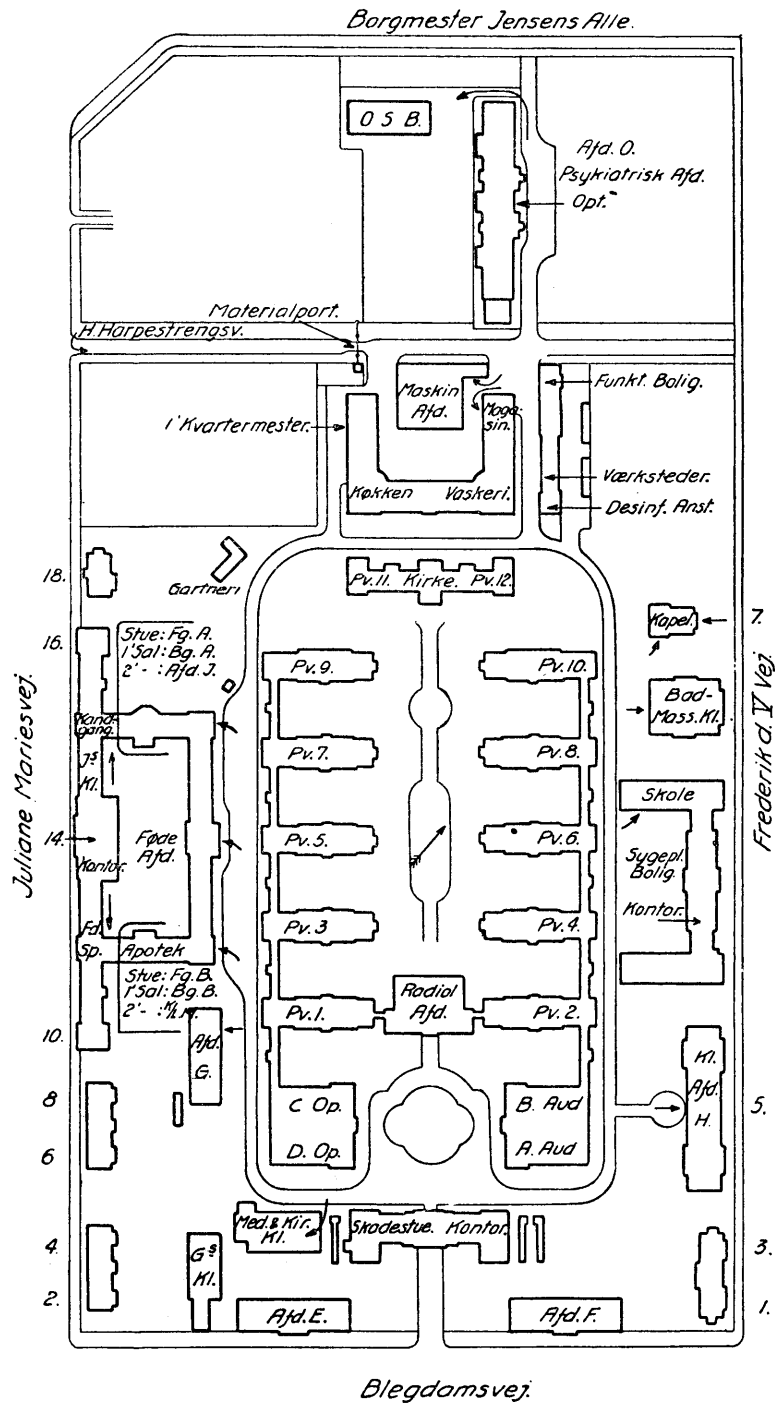 Borgmester Jensens Alle.
O S B.
Afd. O.
Psykiatrisk Afd.
Opt.
Materialport.
H. Harpestrengsv.
Maskin
Afd.
Maga-
sin.
Funkt. Bolig.
1' Kvartermester.
Værksteder.
Køkken
Vaskeri.
Desinf. Anst.
18.
Gartneri
Pv. 11.
Kirke.
Pv. 12.
Kapel.
7.
16.
Stue: Fg. A.
1' Sal: Bg. A.
2' - : Afd. J.
Pv. 9.
Pv. 10.
Bad-
Mass. Kl.
Juliane Mariesvej.
Frederik d. V Vej.
Kand.
gang.
J's
Kl.
Pv. 7.
Pv. 8.
Skole
14
Kontor.
Føde
Afd.
Pv. 5.
Pv. 6.
Sygepl.
Bolig.
Kontor.
Fd.
Sp.
Apotek
Pv. 3
Pv. 4.
Stue: Fg. B.
1' Sal: Bg. B.
Radiol
Afd.
Pv. 1.
Pv. 2.
10.
Afd.
G.
Kl.
Afd.
H.
8
C Op.
B. Aud
5.
6
D. Op.
A. Aud
Med. & Kir.
Kl.
Skadestue.
Kontor.
4.
G's
Kl.
3.
2.
Afd. E.
Afd. F.
1.
Blegdamsvej.